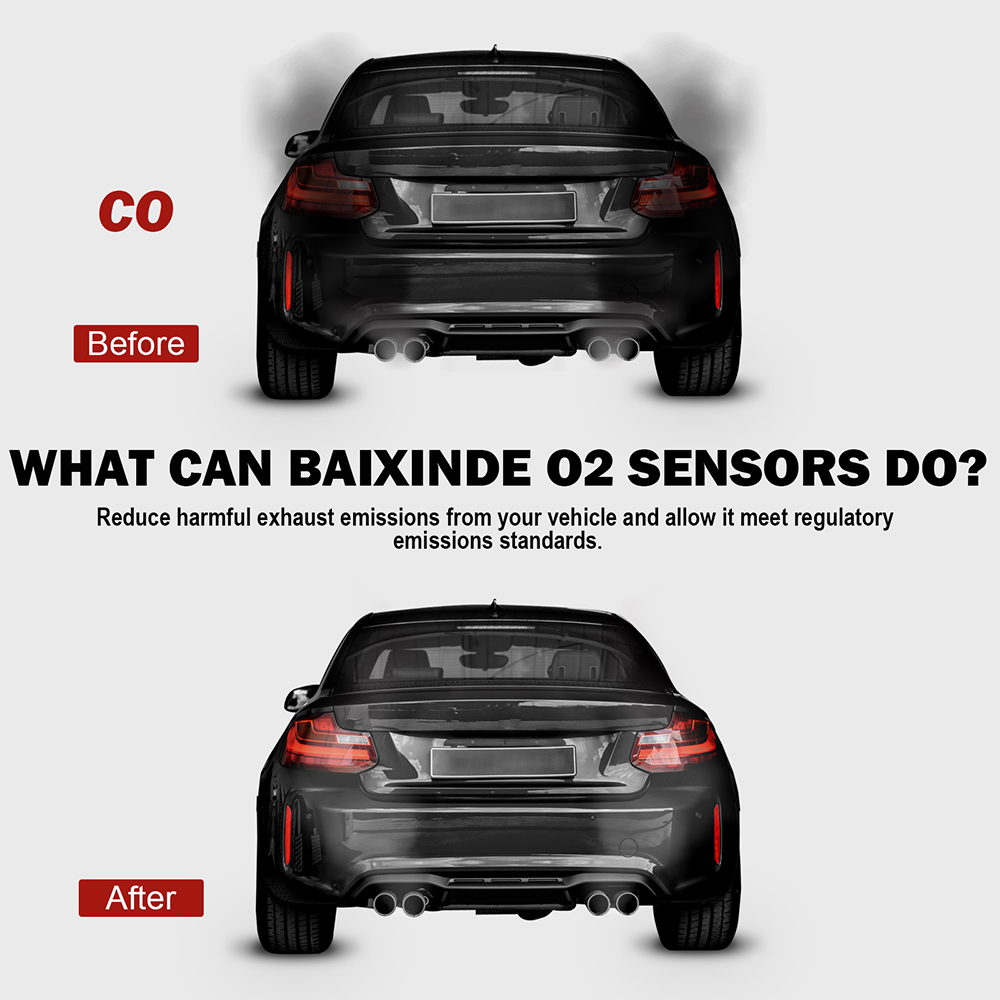 CO
Before
WHAT CAN BAIXINDE O2 SENSORS DO?
Reduce harmful exhaust emissions from your vehicle and allow it meet regulatory
emissions standards.
After